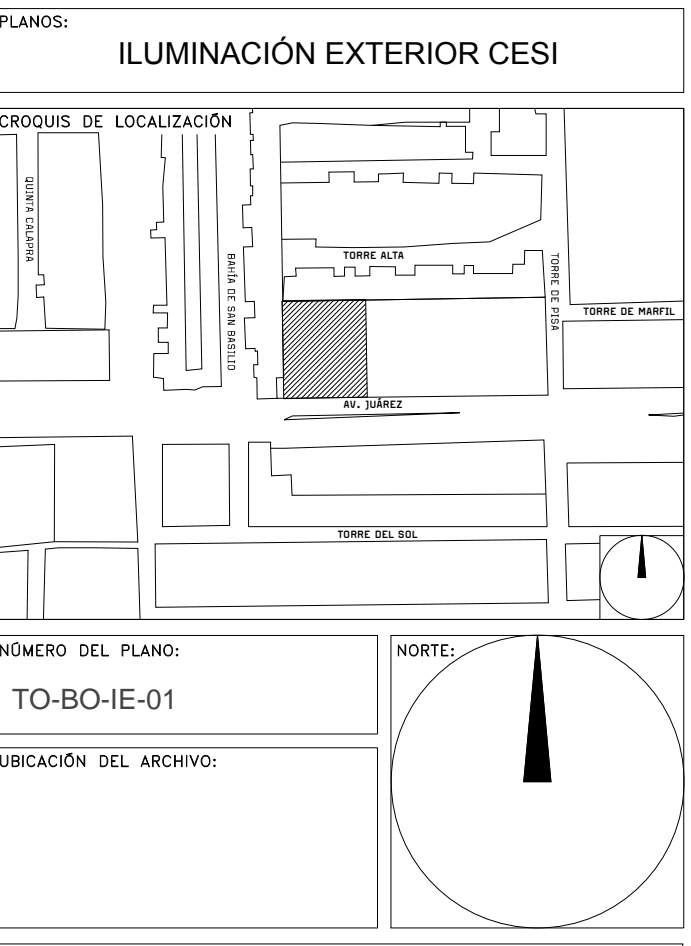 PLANOS:
ILUMINACIÓN EXTERIOR CESI
CROQUIS DE LOCALIZACIÓN
QUINTA CALAPRA
BAHÍA DE SAN BASILIO
TORRE ALTA
TORRE DE PISA
TORRE DE MARFIL
AV. JUÁREZ
TORRE DEL SOL
NÚMERO DEL PLANO:
TO-BO-IE-01
NORTE:
UBICACIÓN DEL ARCHIVO: